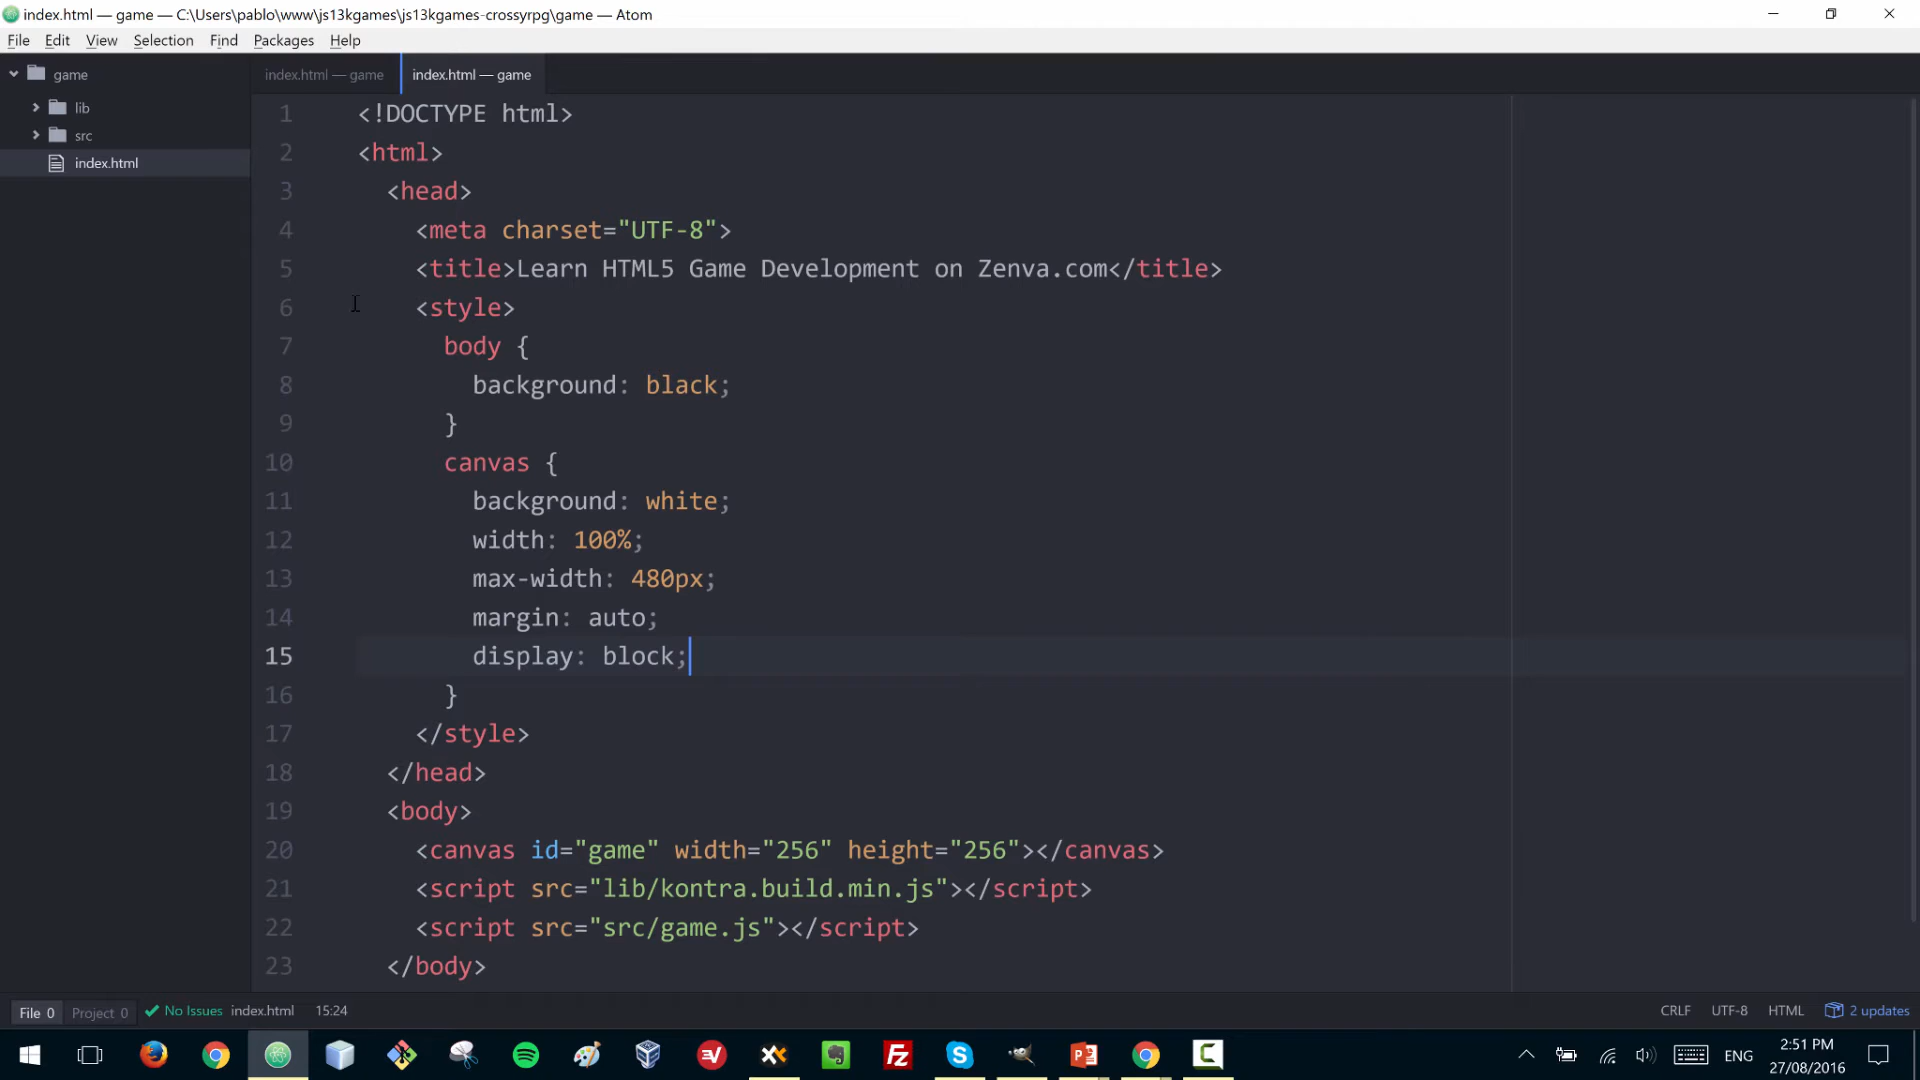 index.html — game — C:\Users\pablo\www\js13kgames\js13kgames-crossyrpg\game — Atom
File Edit View Selection Find Packages Help
game
lib
src
index.html
index.html — game
index.html — game
1 <!DOCTYPE html>
2 <html>
3 <head>
4 <meta charset="UTF-8">
5 <title>Learn HTML5 Game Development on Zenva.com</title>
6 <style>
7 body {
8 background: black;
9 }
10 canvas {
11 background: white;
12 width: 100%;
13 max-width: 480px;
14 margin: auto;
15 display: block;
16 }
17 </style>
18 </head>
19 <body>
20 <canvas id="game" width="256" height="256"></canvas>
21 <script src="lib/kontra.build.min.js"></script>
22 <script src="src/game.js"></script>
23 </body>
File 0 Project 0 No Issues index.html 15:24 CRLF UTF-8 HTML 2 updates
ENG
2:51 PM
27/08/2016